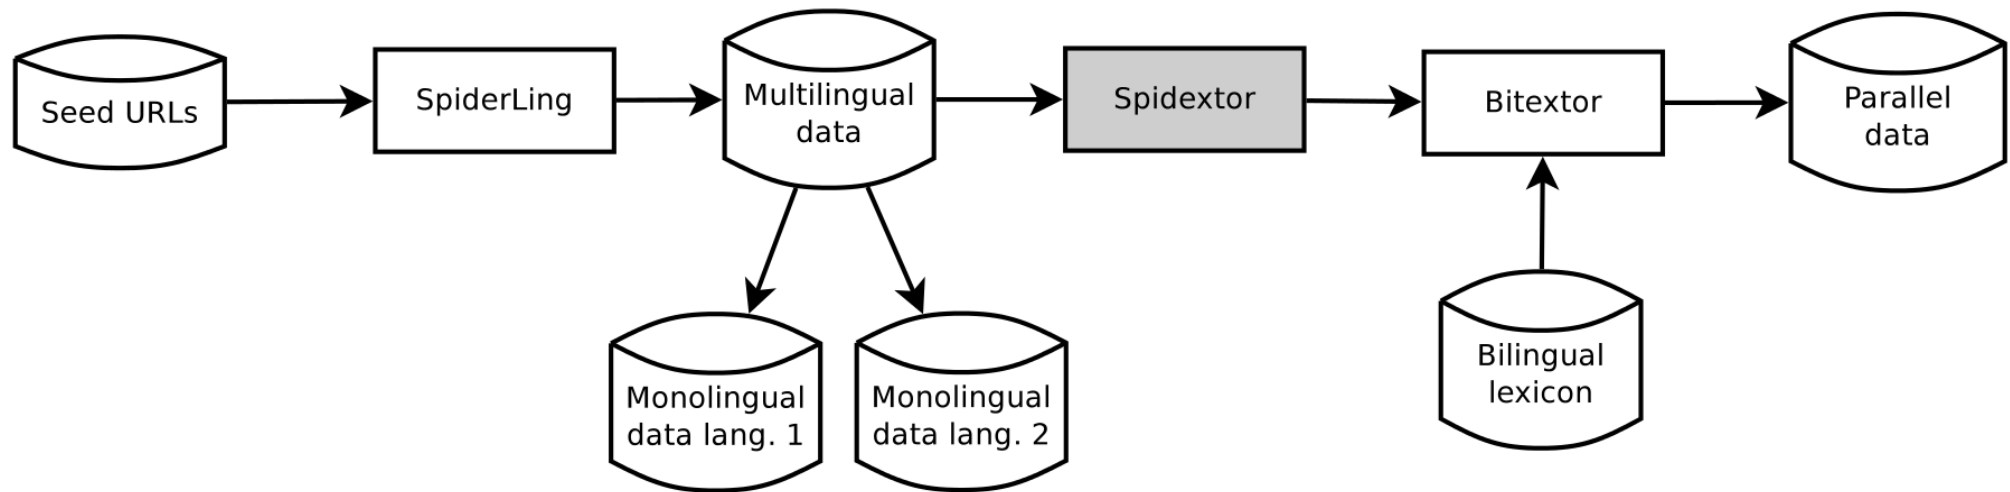 Seed URLs
SpiderLing
Multilingual
data
Spidextor
Bitextor
Parallel
data
Monolingual
data lang. 1
Monolingual
data lang. 2
Bilingual
lexicon